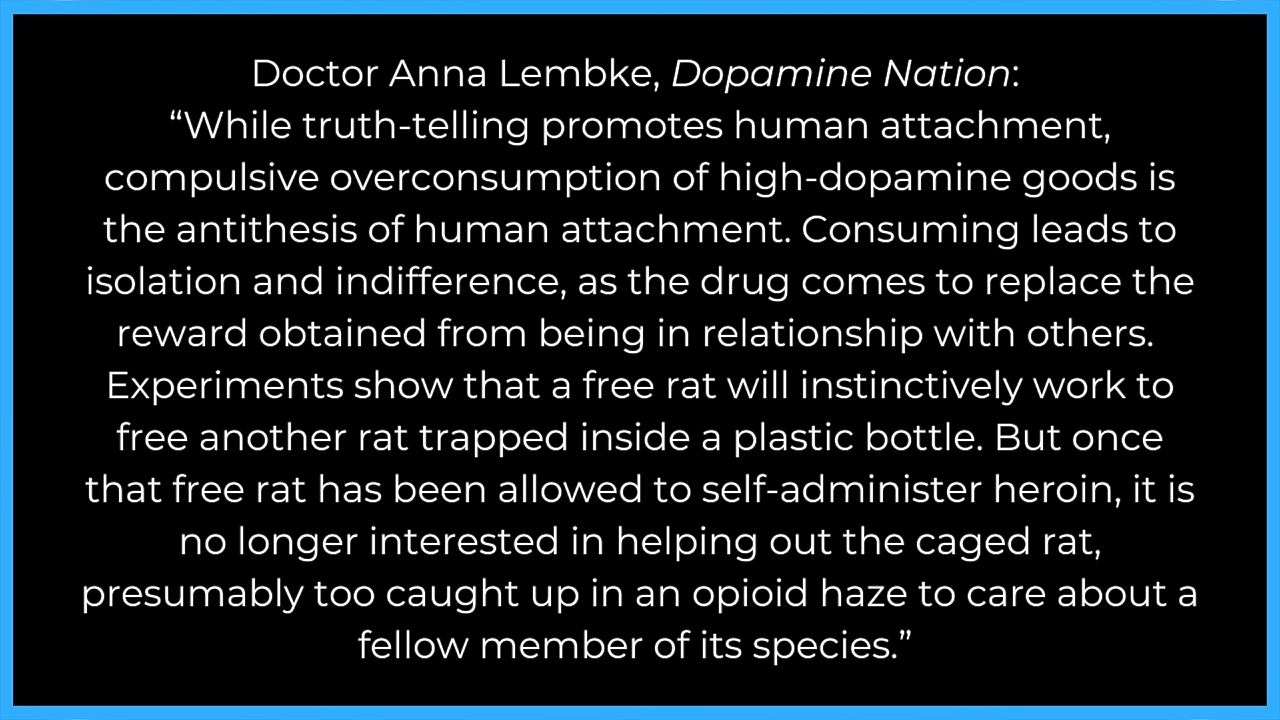 Doctor Anna Lembke, Dopamine Nation:
“While truth-telling promotes human attachment,
compulsive overconsumption of high-dopamine goods is
the antithesis of human attachment. Consuming leads to
isolation and indifference, as the drug comes to replace the
reward obtained from being in relationship with others.
Experiments show that a free rat will instinctively work to
free another rat trapped inside a plastic bottle. But once
that free rat has been allowed to self-administer heroin, it is
no longer interested in helping out the caged rat,
presumably too caught up in an opioid haze to care about a
fellow member of its species.”